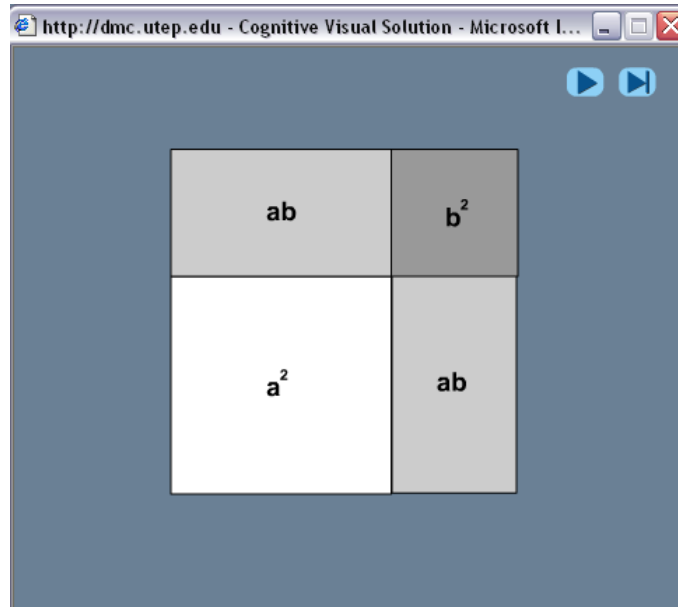 http://dmc.utep.edu - Cognitive Visual Solution - Microsoft I...
ab
b²
a²
ab